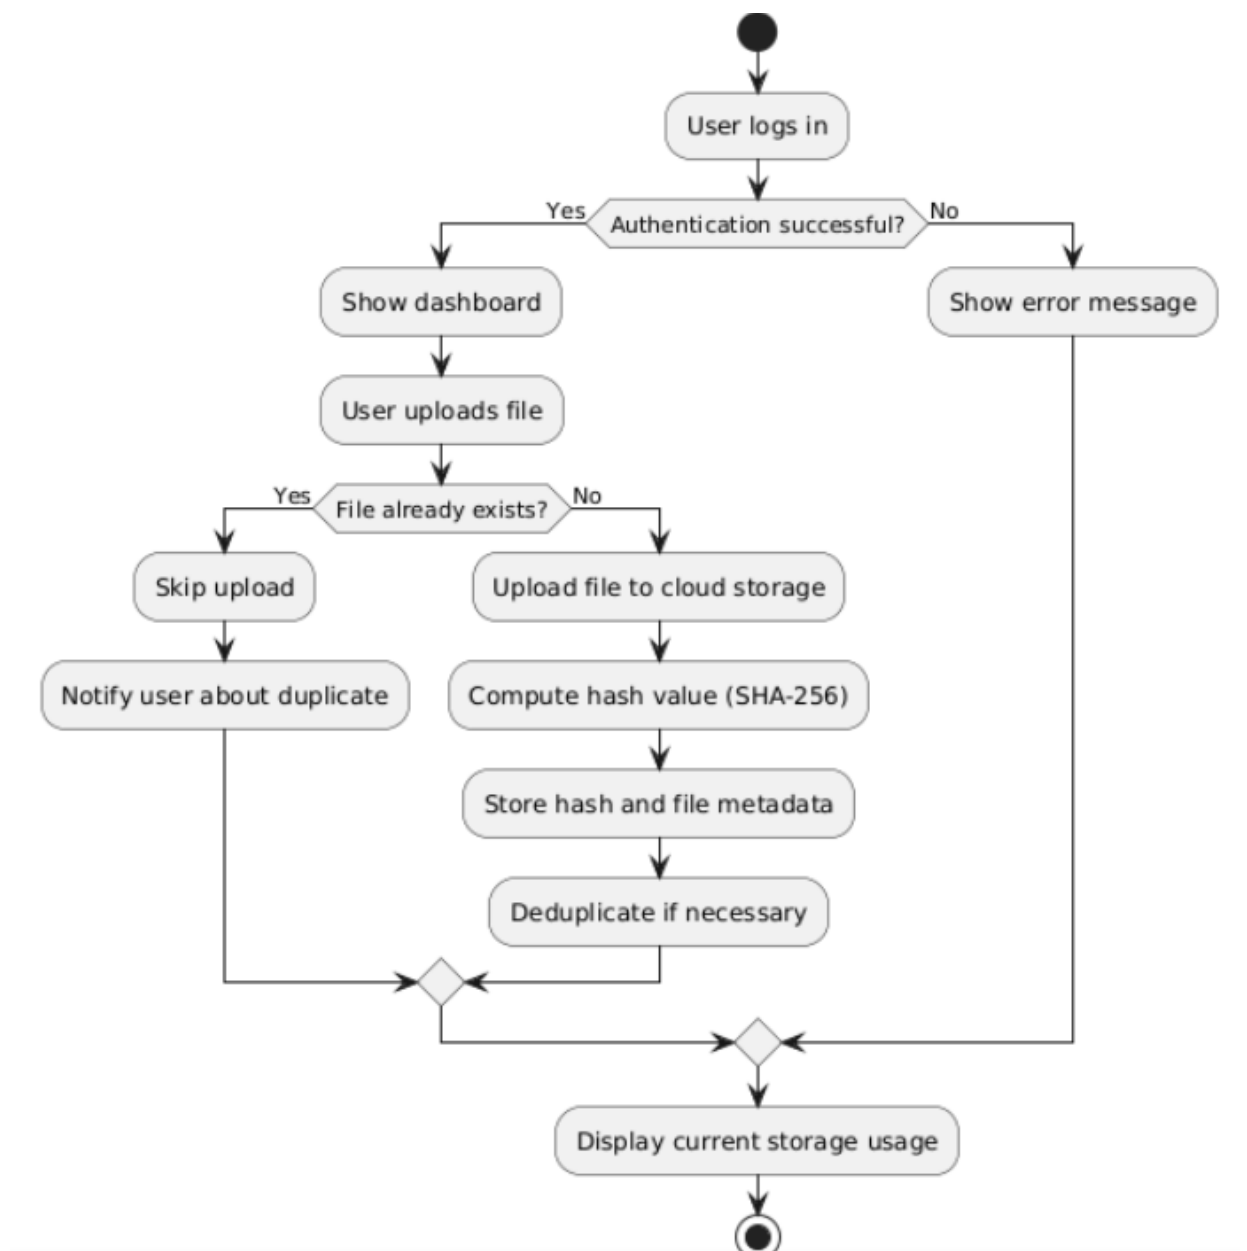 User logs in
Yes
Authentication successful?
No
Show dashboard
Show error message
User uploads file
Yes
File already exists?
No
Skip upload
Upload file to cloud storage
Notify user about duplicate
Compute hash value (SHA-256)
Store hash and file metadata
Deduplicate if necessary
Display current storage usage